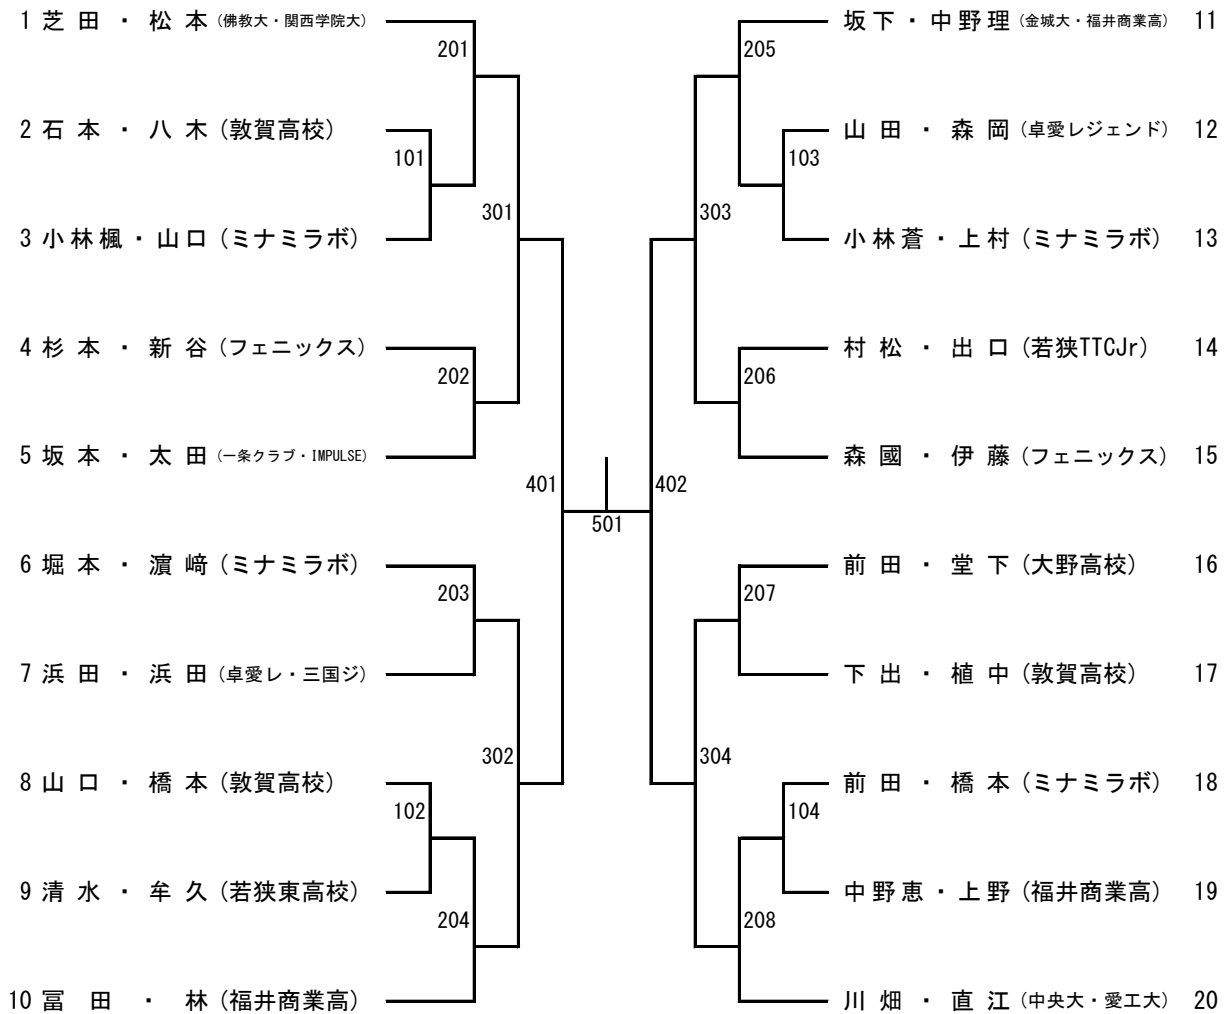 1 芝田・松本 (佛教大・関西学院大)
201
2 石本・八木 (敦賀高校)
101
3 小林楓・山口 (ミナミラボ)
301
4 杉本・新谷 (フェニックス)
202
5 坂本・太田 (一条クラブ・IMPULSE)
401
6 堀本・濵﨑 (ミナミラボ)
203
7 浜田・浜田 (卓愛レ・三国ジ)
302
8 山口・橋本 (敦賀高校)
102
9 清水・牟久 (若狭東高校)
204
10 冨田・林 (福井商業高)
501
坂下・中野理 (金城大・福井商業高) 11
205
山田・森岡 (卓愛レジェンド) 12
103
小林蒼・上村 (ミナミラボ) 13
303
村松・出口 (若狭TTCJr) 14
206
森國・伊藤 (フェニックス) 15
402
前田・堂下 (大野高校) 16
207
下出・植中 (敦賀高校) 17
304
前田・橋本 (ミナミラボ) 18
104
中野恵・上野 (福井商業高) 19
208
川畑・直江 (中央大・愛工大) 20